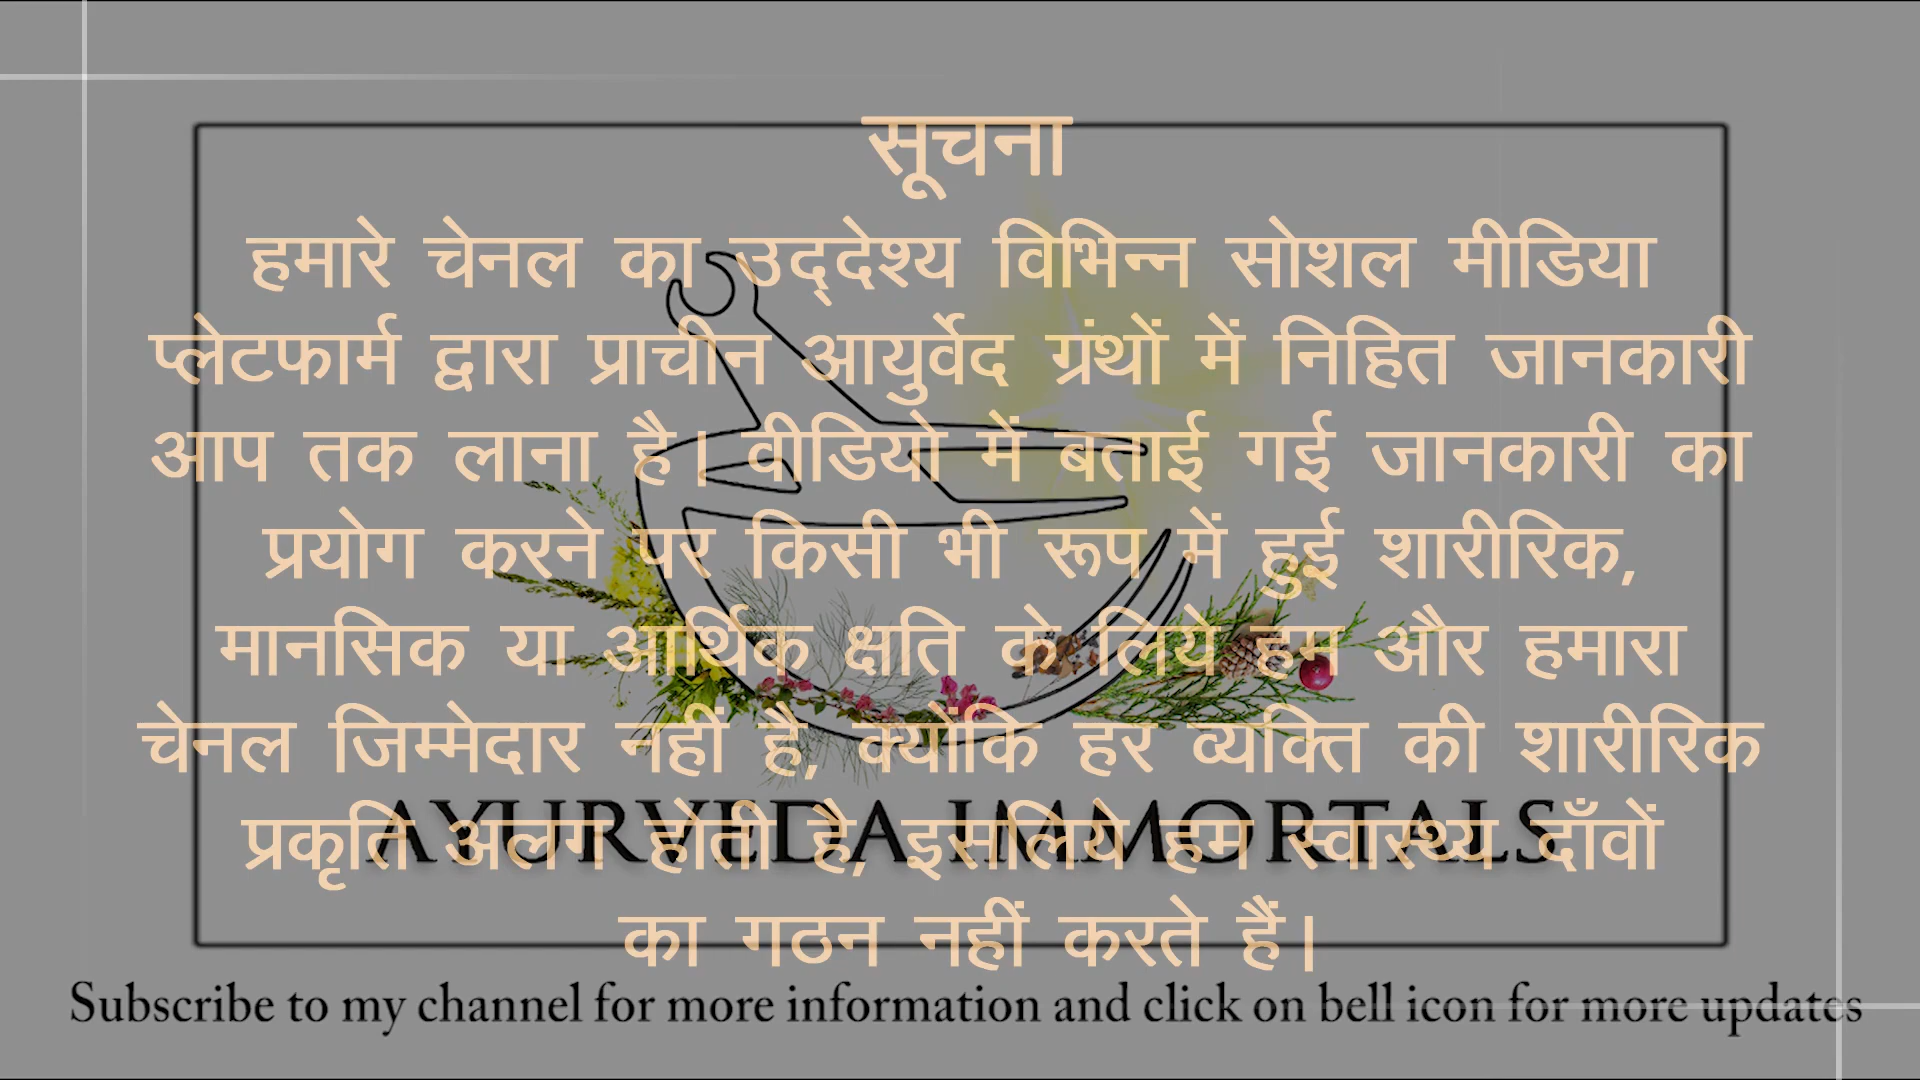 सूचना
हमारे चेनल का उद्‌देश्य विभिन्न सोशल मीडिया
प्लेटफार्म द्वारा प्राचीन आयुर्वेद ग्रंथों में निहित जानकारी
आप तक लाना है। वीडियो में बताई गई जानकारी का
प्रयोग करने पर किसी भी रूप में हुई शारीरिक,
मानसिक या आर्थिक क्षति के लिये हम और हमारा
चेनल जिम्मेदार नहीं है, क्योंकि हर व्यक्ति की शारीरिक
प्रकृति अलग होती है, इसलिये हम स्वास्थ्य दाँवों
का गठन नहीं करते हैं।
AYURVEDA IMMORTALS
Subscribe to my channel for more information and click on bell icon for more updates